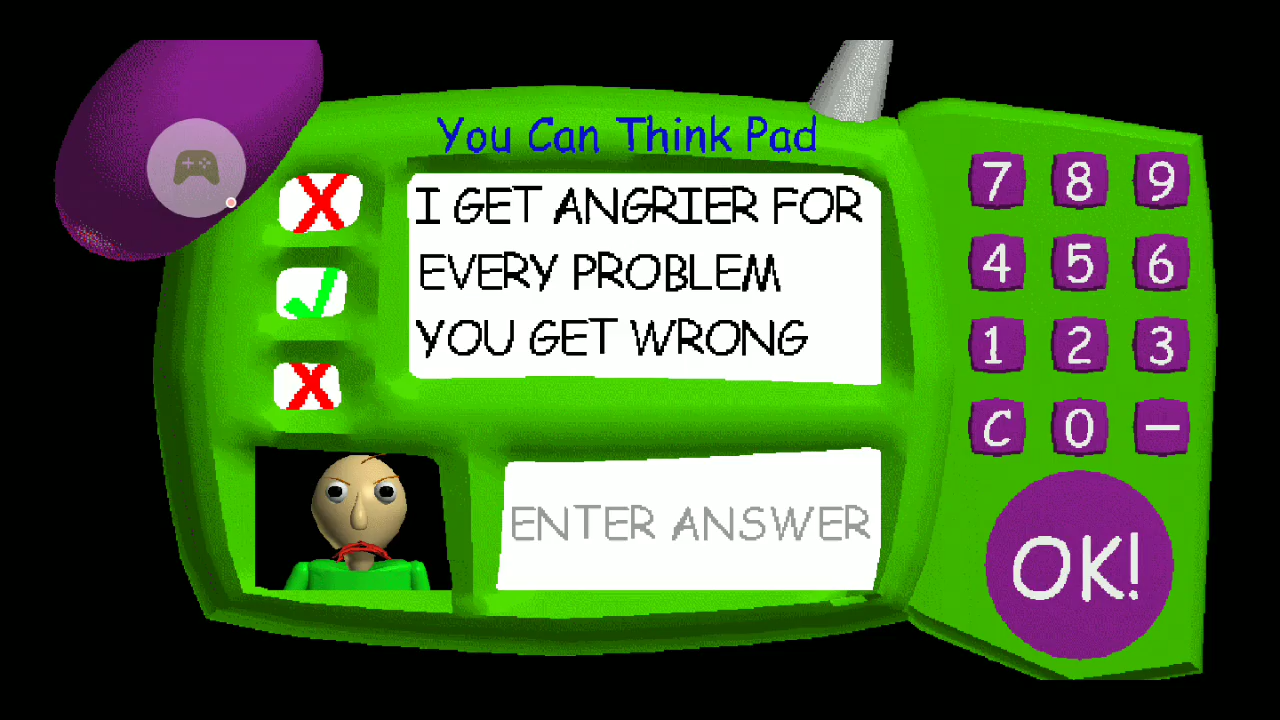 You Can Think Pad
I GET ANGRIER FOR
EVERY PROBLEM
YOU GET WRONG
ENTER ANSWER
7 8 9
4 5 6
1 2 3
C 0 -
OK!